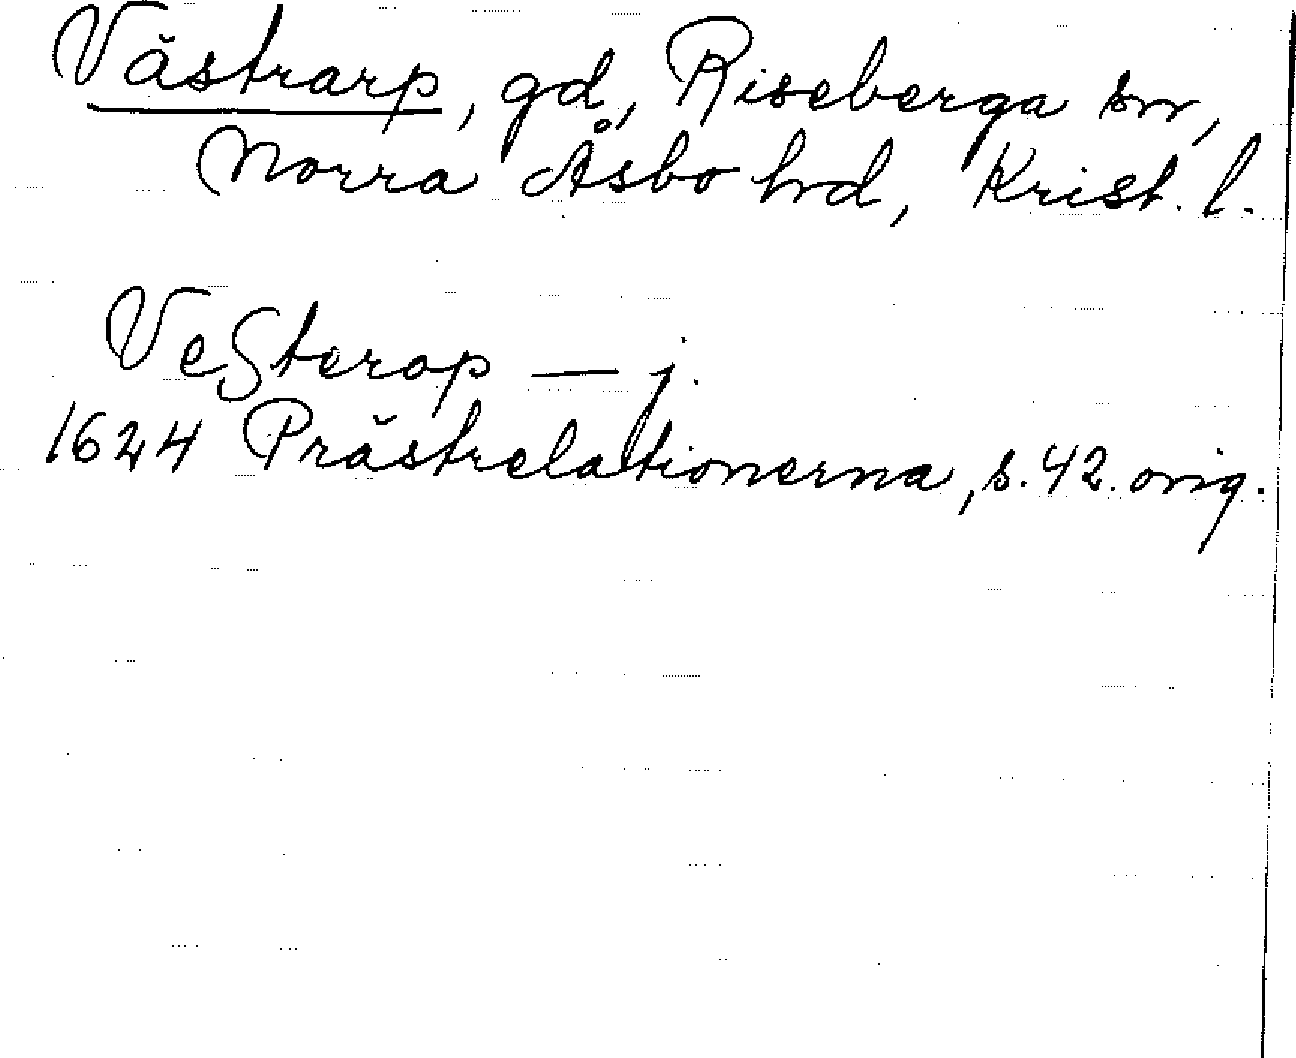 Västrarp, gd, Riseberga sn,
Norra Åsbo hd, Krist. l.
Vesterop — j.
1624 Prästrelationerna, s. 42. orig.